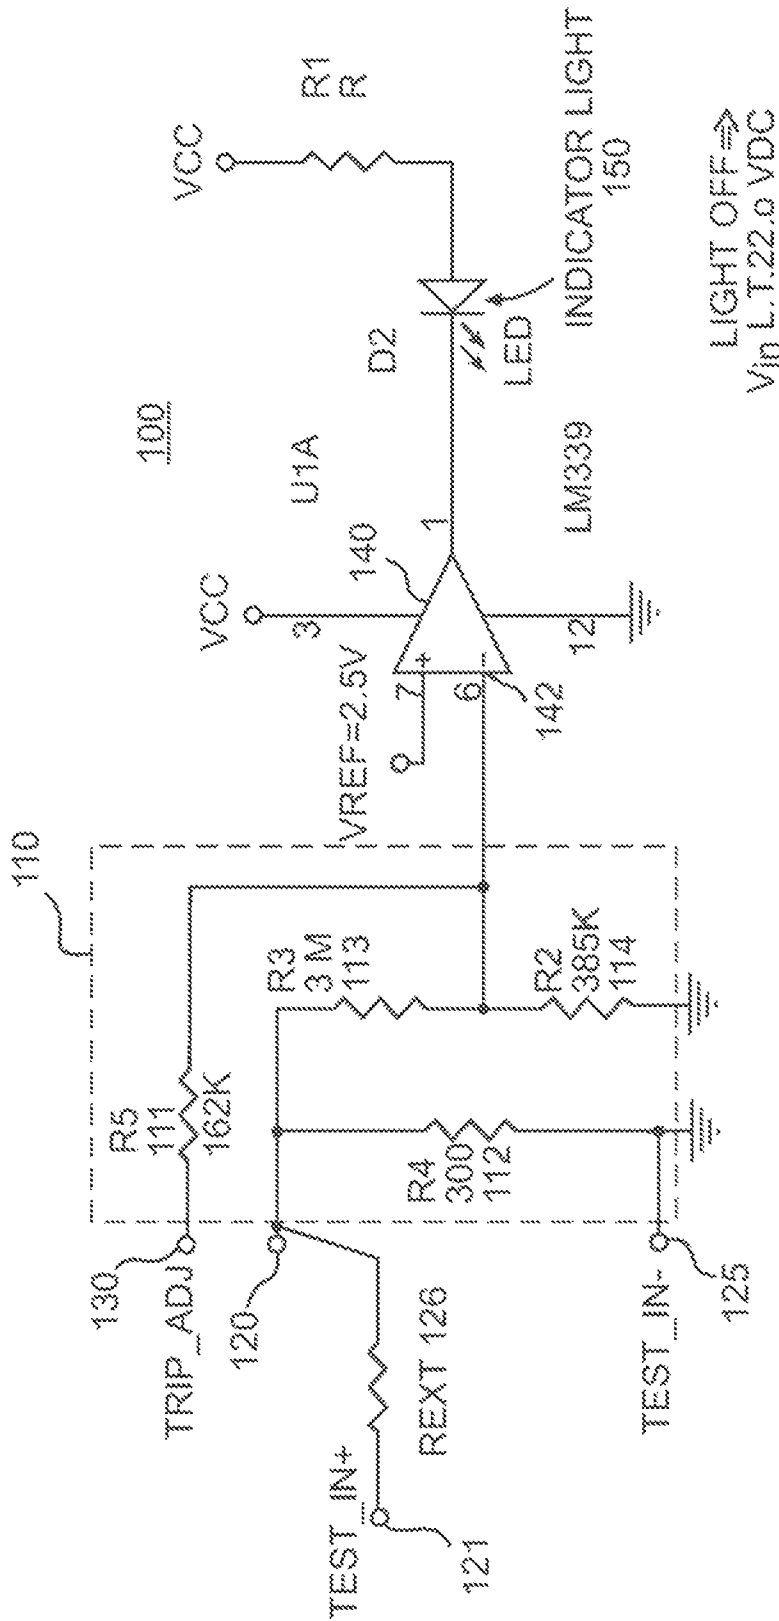 100
VCC
R1
R
D2
LED
INDICATOR LIGHT
150
LIGHT OFF⇒
Vin L.T.22.o VDC
U1A
LM339
VCC
3
140
1
12
VREF=2.5V
7
+
6
−
142
110
R5
111
162K
R3
3 M
113
R2
385K
114
R4
300
112
130
TRIP_ADJ
120
TEST_IN+
121
REXT 126
TEST_IN-
125